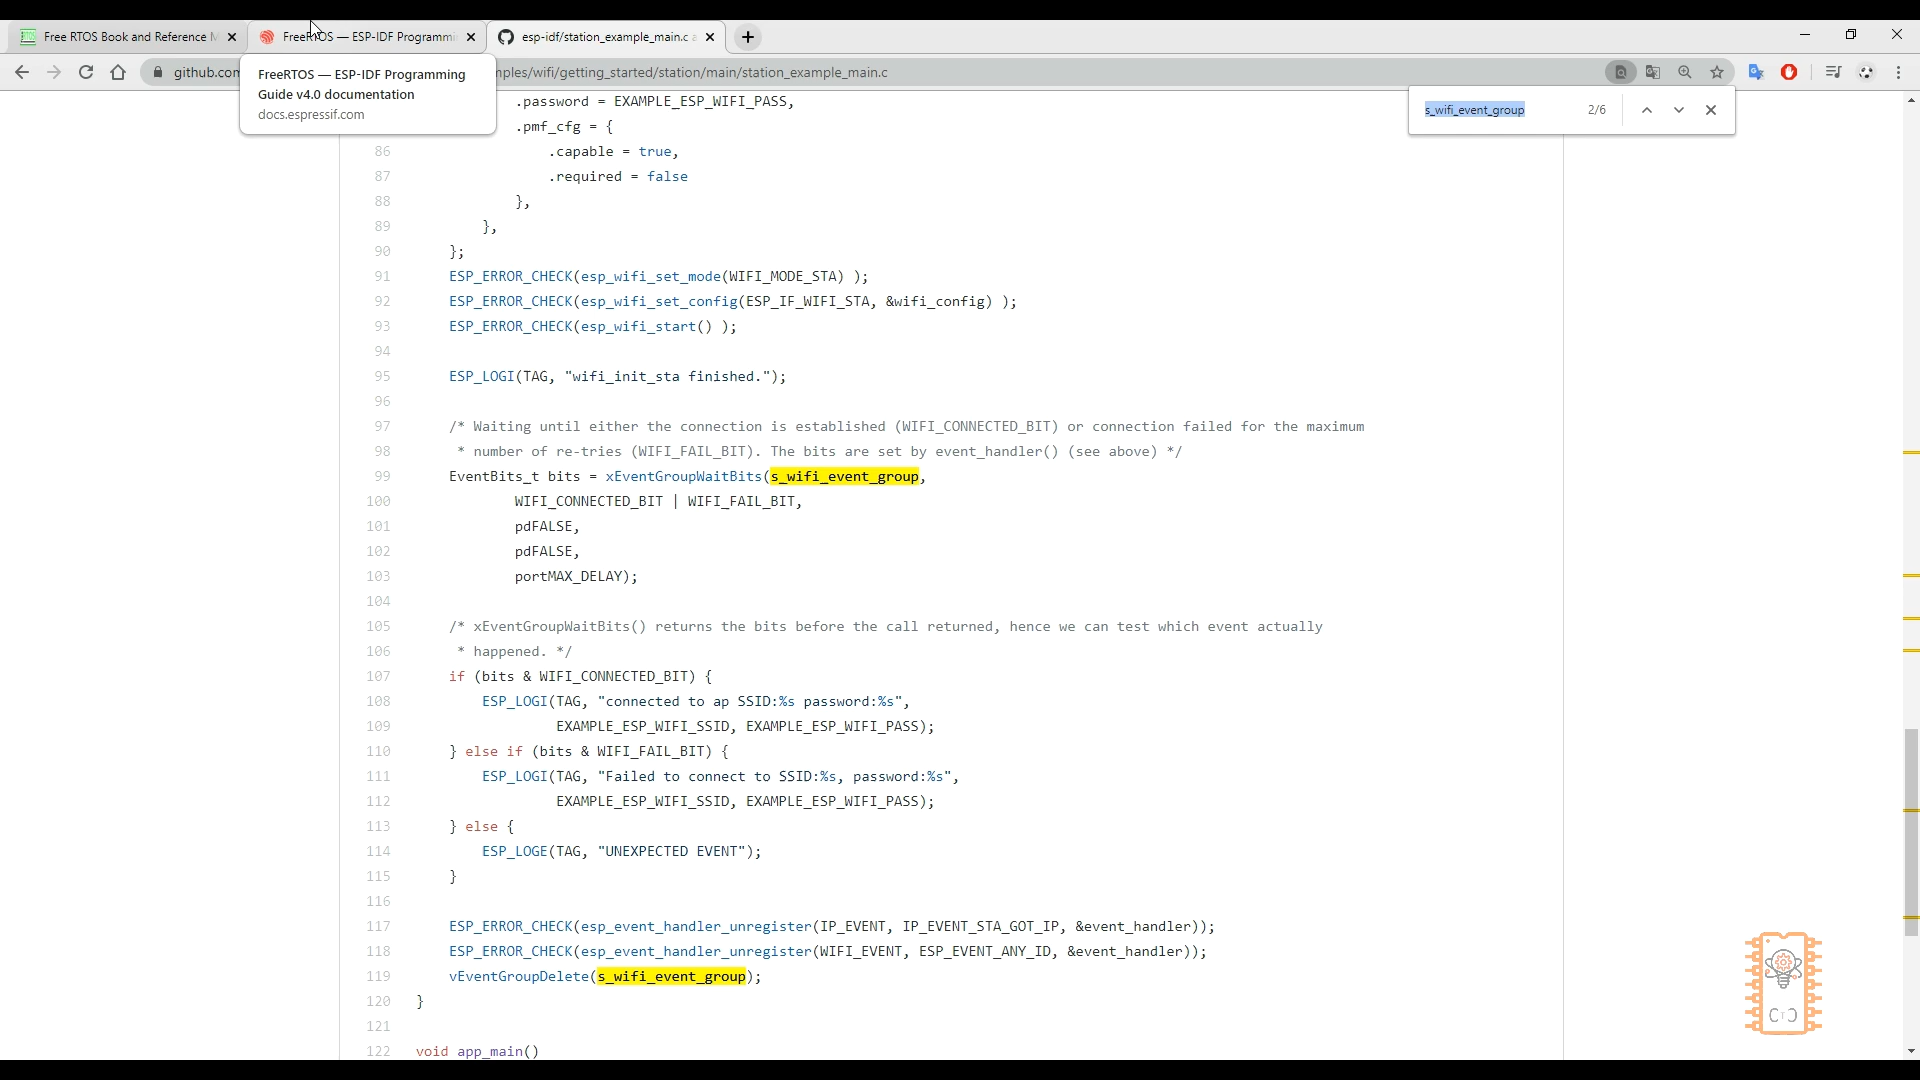 Free RTOS Book and Reference
FreeRTOS — ESP-IDF Programmi
esp-idf/station_example_main.c
github.com
mples/wifi/getting_started/station/main/station_example_main.c
FreeRTOS — ESP-IDF Programming
Guide v4.0 documentation
docs.espressif.com
s_wifi_event_group 2/6
.password = EXAMPLE_ESP_WIFI_PASS,
.pmf_cfg = {
86 .capable = true,
87 .required = false
88 },
89 },
90 };
91 ESP_ERROR_CHECK(esp_wifi_set_mode(WIFI_MODE_STA) );
92 ESP_ERROR_CHECK(esp_wifi_set_config(ESP_IF_WIFI_STA, &wifi_config) );
93 ESP_ERROR_CHECK(esp_wifi_start() );
94
95 ESP_LOGI(TAG, "wifi_init_sta finished.");
96
97 /* Waiting until either the connection is established (WIFI_CONNECTED_BIT) or connection failed for the maximum
98 * number of re-tries (WIFI_FAIL_BIT). The bits are set by event_handler() (see above) */
99 EventBits_t bits = xEventGroupWaitBits(s_wifi_event_group,
100 WIFI_CONNECTED_BIT | WIFI_FAIL_BIT,
101 pdFALSE,
102 pdFALSE,
103 portMAX_DELAY);
104
105 /* xEventGroupWaitBits() returns the bits before the call returned, hence we can test which event actually
106 * happened. */
107 if (bits & WIFI_CONNECTED_BIT) {
108 ESP_LOGI(TAG, "connected to ap SSID:%s password:%s",
109 EXAMPLE_ESP_WIFI_SSID, EXAMPLE_ESP_WIFI_PASS);
110 } else if (bits & WIFI_FAIL_BIT) {
111 ESP_LOGI(TAG, "Failed to connect to SSID:%s, password:%s",
112 EXAMPLE_ESP_WIFI_SSID, EXAMPLE_ESP_WIFI_PASS);
113 } else {
114 ESP_LOGE(TAG, "UNEXPECTED EVENT");
115 }
116
117 ESP_ERROR_CHECK(esp_event_handler_unregister(IP_EVENT, IP_EVENT_STA_GOT_IP, &event_handler));
118 ESP_ERROR_CHECK(esp_event_handler_unregister(WIFI_EVENT, ESP_EVENT_ANY_ID, &event_handler));
119 vEventGroupDelete(s_wifi_event_group);
120 }
121
122 void app_main()